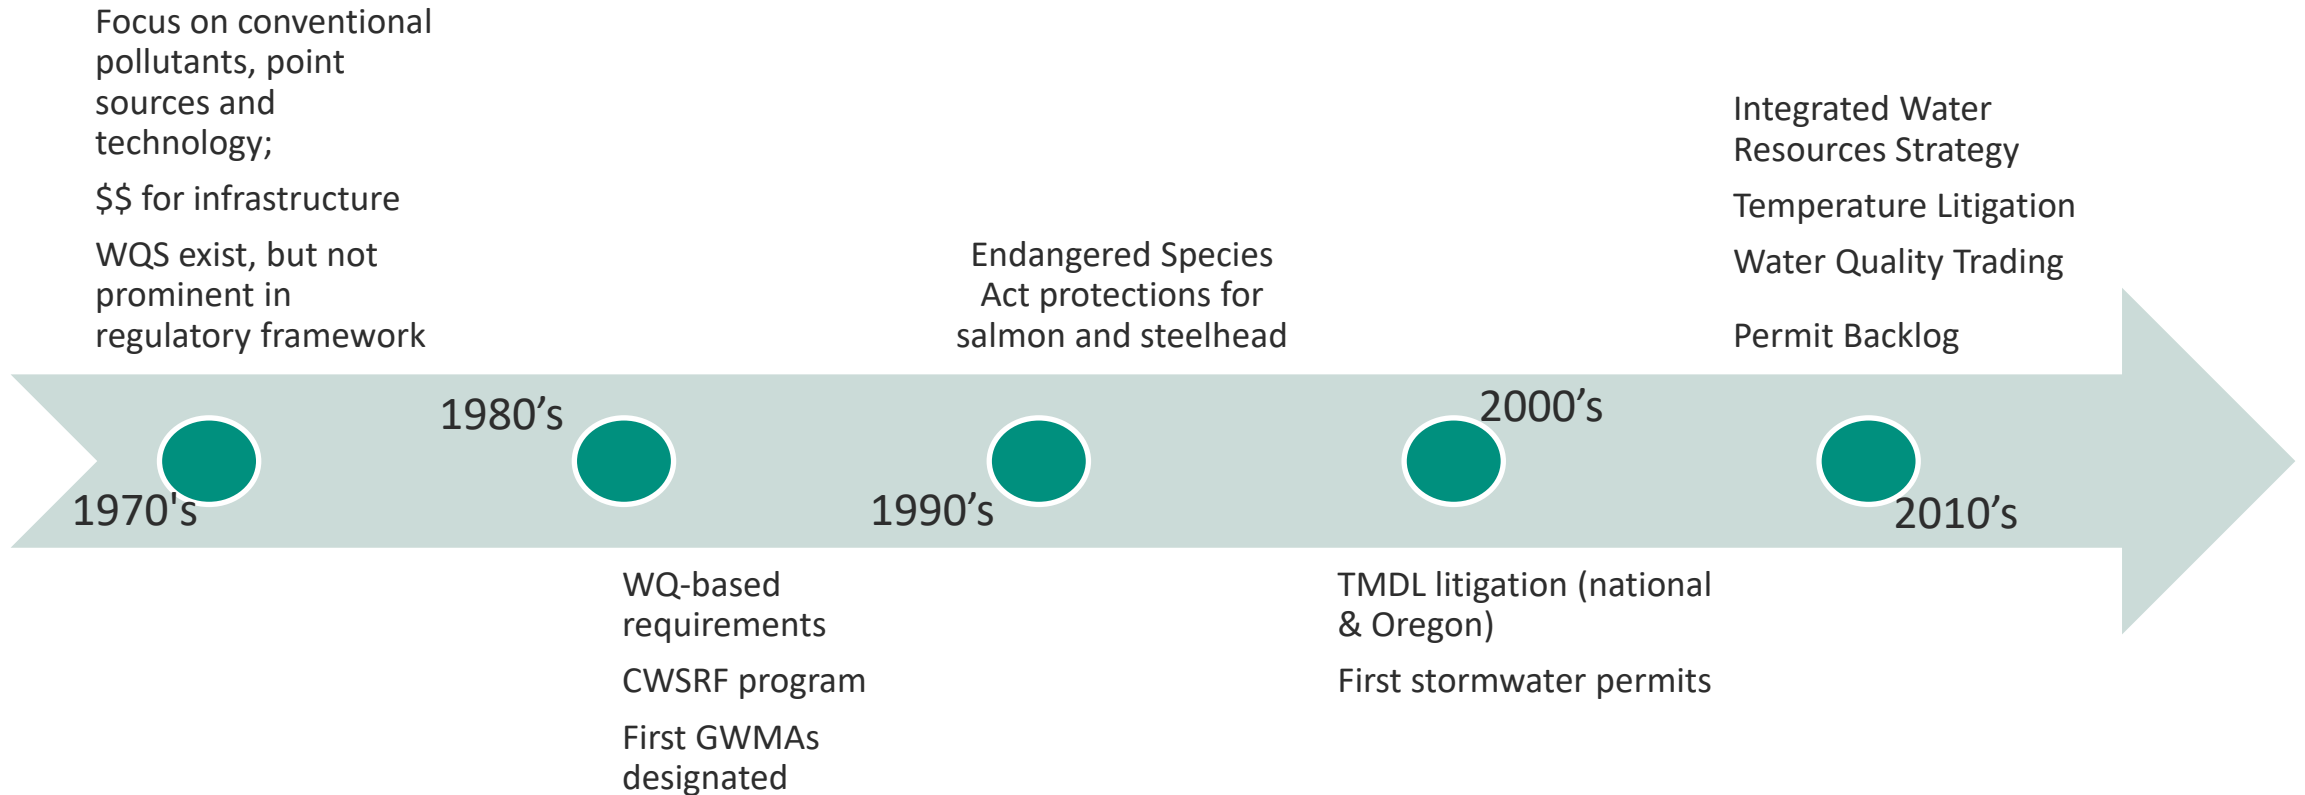 Focus on conventional
pollutants, point
sources and
technology;
$$ for infrastructure
WQS exist, but not
prominent in
regulatory framework
Endangered Species
Act protections for
salmon and steelhead
Integrated Water
Resources Strategy
Temperature Litigation
Water Quality Trading
Permit Backlog
1970's
1980’s
1990’s
2000’s
2010’s
WQ-based
requirements
CWSRF program
First GWMAs
designated
TMDL litigation (national
& Oregon)
First stormwater permits